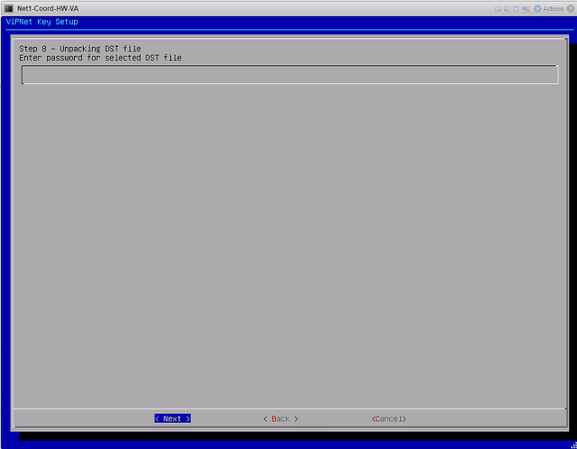 Net1-Coord-HW-VA
Actions
ViPNet Key Setup
Step 8 - Unpacking DST file
Enter password for selected DST file
< Next > < Back > <Cancel>